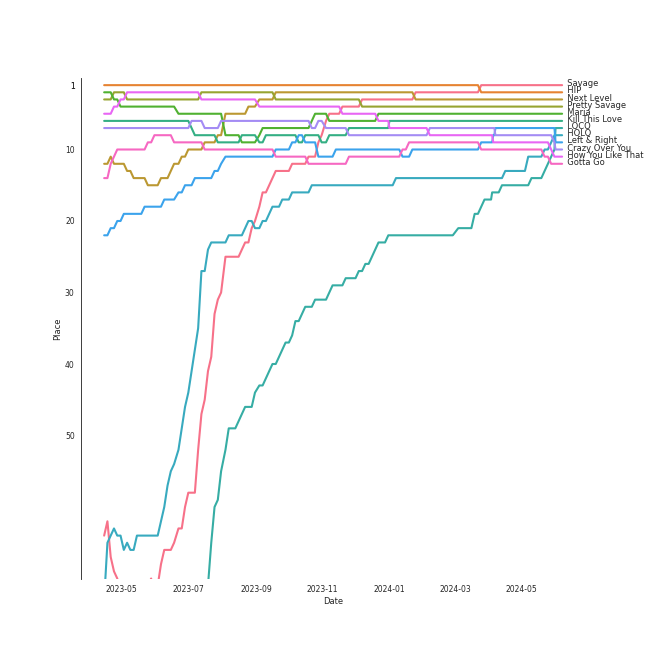 1
10
20
30
40
50
Place
2023-05
2023-07
2023-09
2023-11
2024-01
2024-03
2024-05
Date
Savage
HIP
Next Level
Pretty Savage
Maria
Kill This Love
LOCO
HOLO
Left & Right
Crazy Over You
How You Like That
Gotta Go